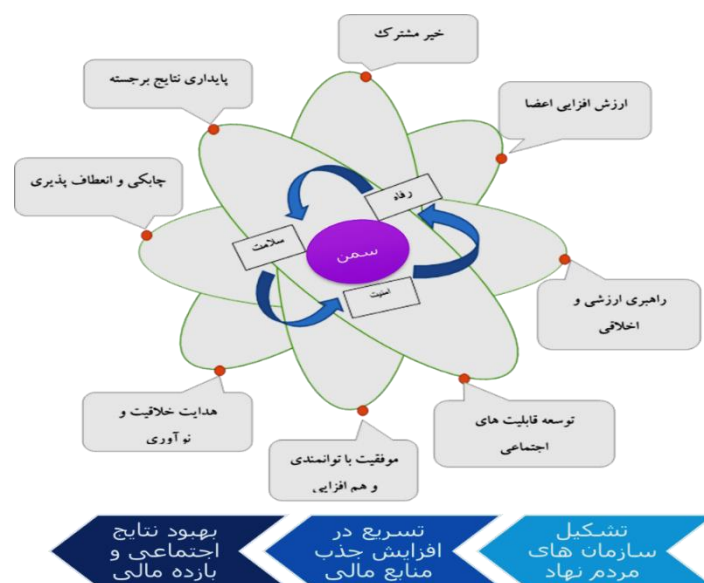 خیر مشترک
ارزش افزایی اعضا
راهبری ارزشی و
اخلاقی
توسعه قابلیت های
اجتماعی
موفقیت با توانمندی
و هم افزایی
هدایت خلاقیت و
نوآوری
چابکی و انعطاف پذیری
پایداری نتایج برجسته
رفاه
سلامت
امنیت
سمن
تشکیل
سازمان های
مردم نهاد
تسریع در
افزایش جذب
منابع مالی
بهبود نتایج
اجتماعی و
بازده مالی